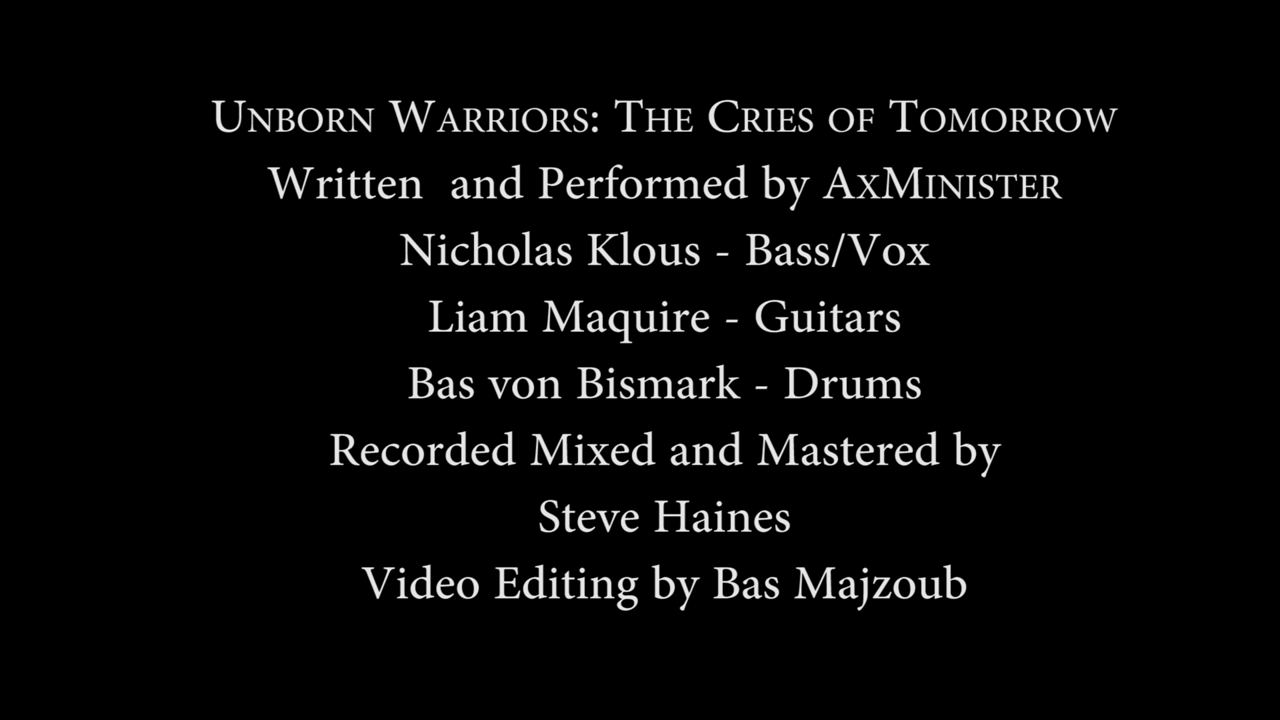 Unborn Warriors: The Cries of Tomorrow
Written and Performed by AxMinister
Nicholas Klous - Bass/Vox
Liam Maquire - Guitars
Bas von Bismark - Drums
Recorded Mixed and Mastered by
Steve Haines
Video Editing by Bas Majzoub